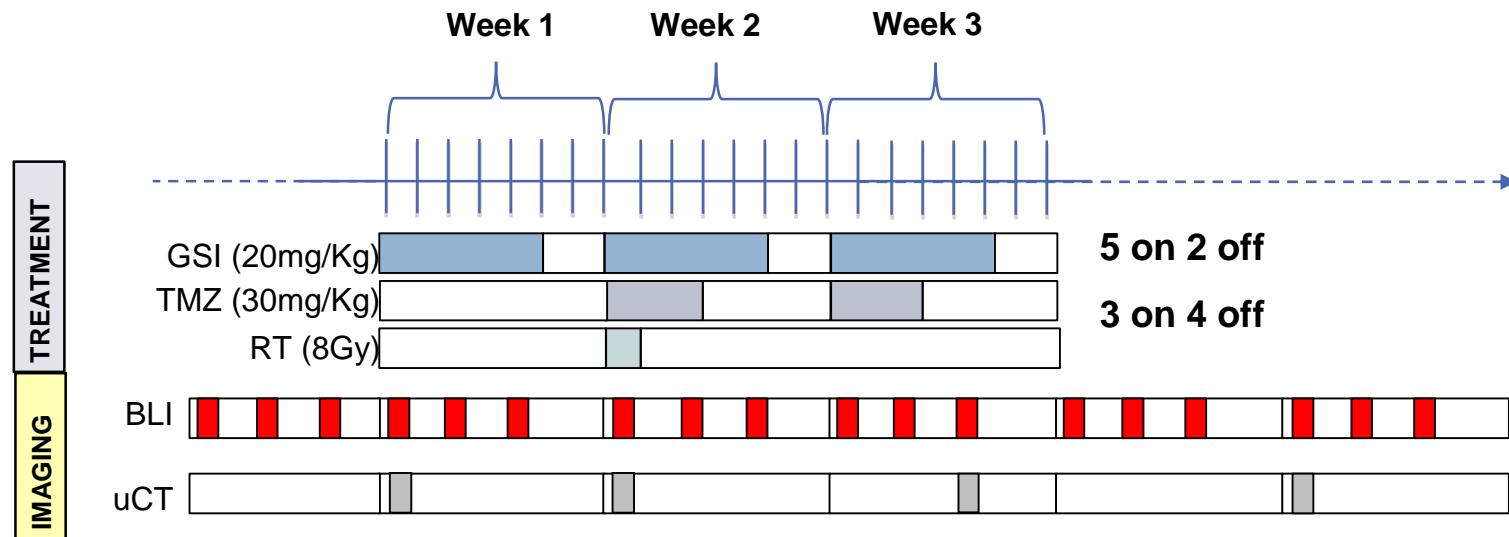 Week 1
Week 2
Week 3
TREATMENT
GSI (20mg/Kg)
5 on 2 off
TMZ (30mg/Kg)
3 on 4 off
RT (8Gy)
IMAGING
BLI
uCT